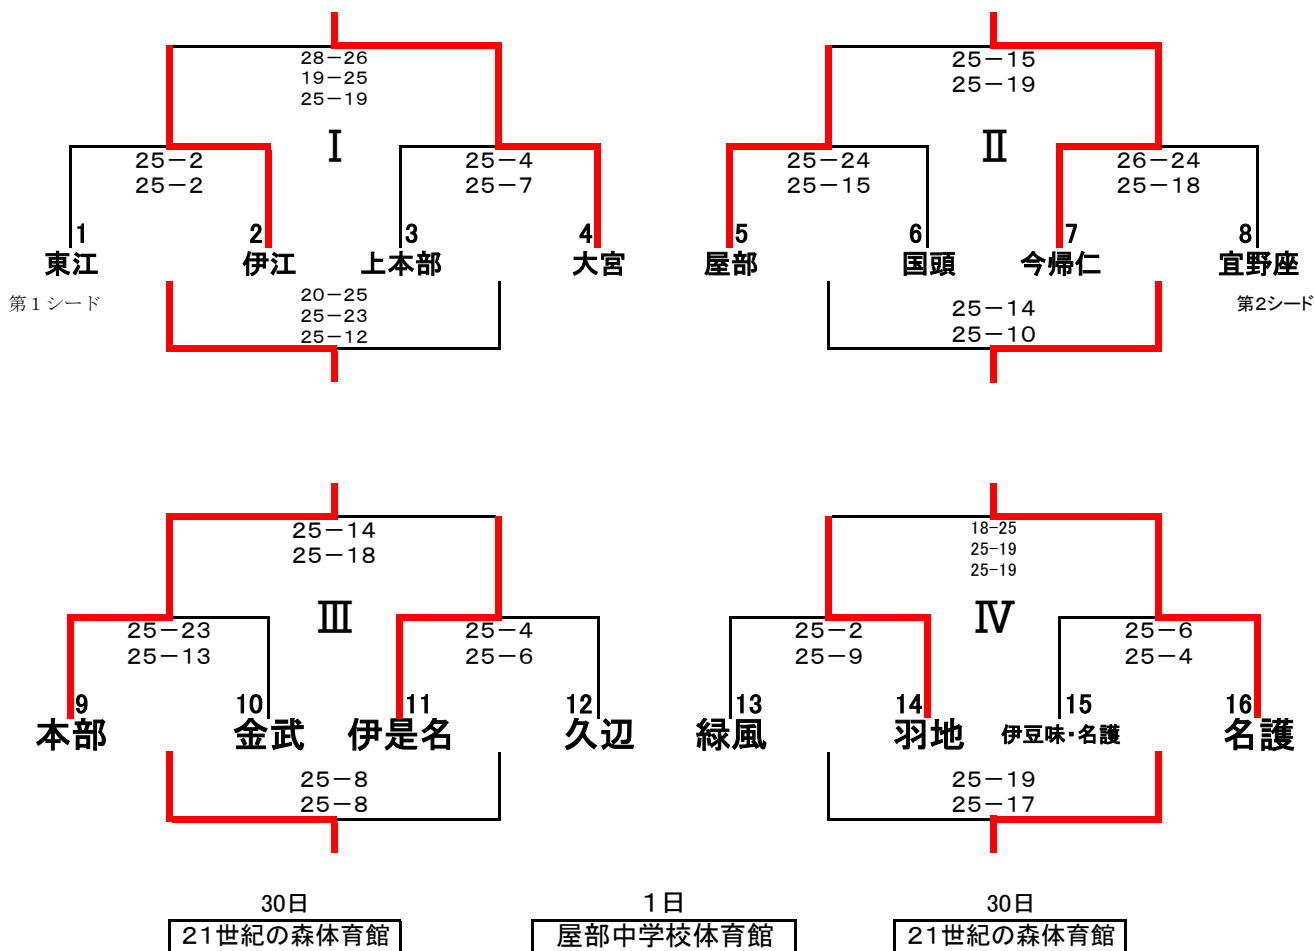 28-26
19-25
25-19
25-15
25-19
Ⅰ
Ⅱ
25-2
25-2
25-4
25-7
25-24
25-15
26-24
25-18
1
2
3
4
5
6
7
8
東江
伊江
上本部
大宮
屋部
国頭
今帰仁
宜野座
第1シード
第2シード
20-25
25-23
25-12
25-14
25-10
25-14
25-18
18-25
25-19
25-19
Ⅲ
Ⅳ
25-23
25-13
25-4
25-6
25-2
25-9
25-6
25-4
9
10
11
12
13
14
15
16
本部
金武
伊是名
久辺
緑風
羽地
伊豆味・名護
名護
25-8
25-8
25-19
25-17
30日
1日
30日
21世紀の森体育館
屋部中学校体育館
21世紀の森体育館